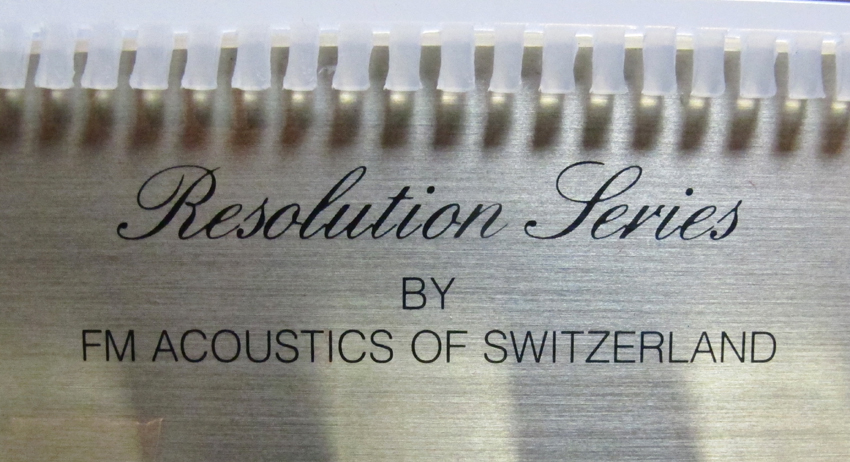 Resolution Series
BY
FM ACOUSTICS OF SWITZERLAND